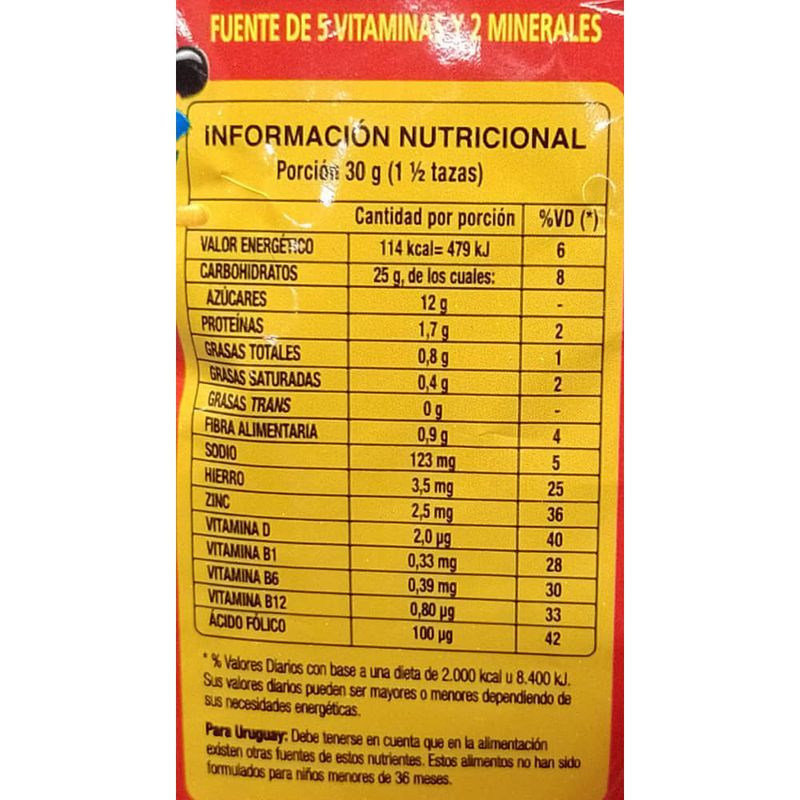 FUENTE DE 5 VITAMINAS Y 2 MINERALES
INFORMACIÓN NUTRICIONAL
Porción 30 g (1 ½ tazas)
Cantidad por porción %VD (*)
VALOR ENERGÉTICO 114 kcal= 479 kJ 6
CARBOHIDRATOS 25 g, de los cuales: 8
AZÚCARES 12 g -
PROTEÍNAS 1,7 g 2
GRASAS TOTALES 0,8 g 1
GRASAS SATURADAS 0,4 g 2
GRASAS TRANS 0 g -
FIBRA ALIMENTARIA 0,9 g 4
SODIO 123 mg 5
HIERRO 3,5 mg 25
ZINC 2,5 mg 36
VITAMINA D 2,0 µg 40
VITAMINA B1 0,33 mg 28
VITAMINA B6 0,39 mg 30
VITAMINA B12 0,80 µg 33
ÁCIDO FÓLICO 100 µg 42
* % Valores Diarios con base a una dieta de 2.000 kcal u 8.400 kJ.
Sus valores diarios pueden ser mayores o menores dependiendo de
sus necesidades energéticas.
Para Uruguay: Debe tenerse en cuenta que en la alimentación
existen otras fuentes de estos nutrientes. Estos alimentos no han sido
formulados para niños menores de 36 meses.